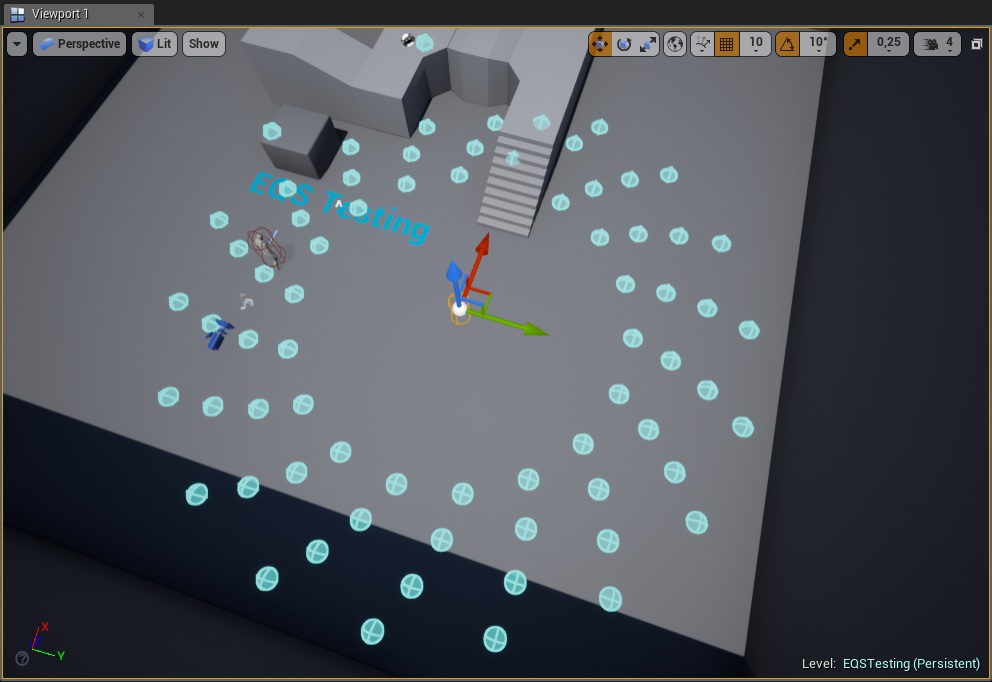 Viewport 1
Perspective Lit Show 10 10° 0,25 4
EQS Testing
X
Y
Level: EQSTesting (Persistent)